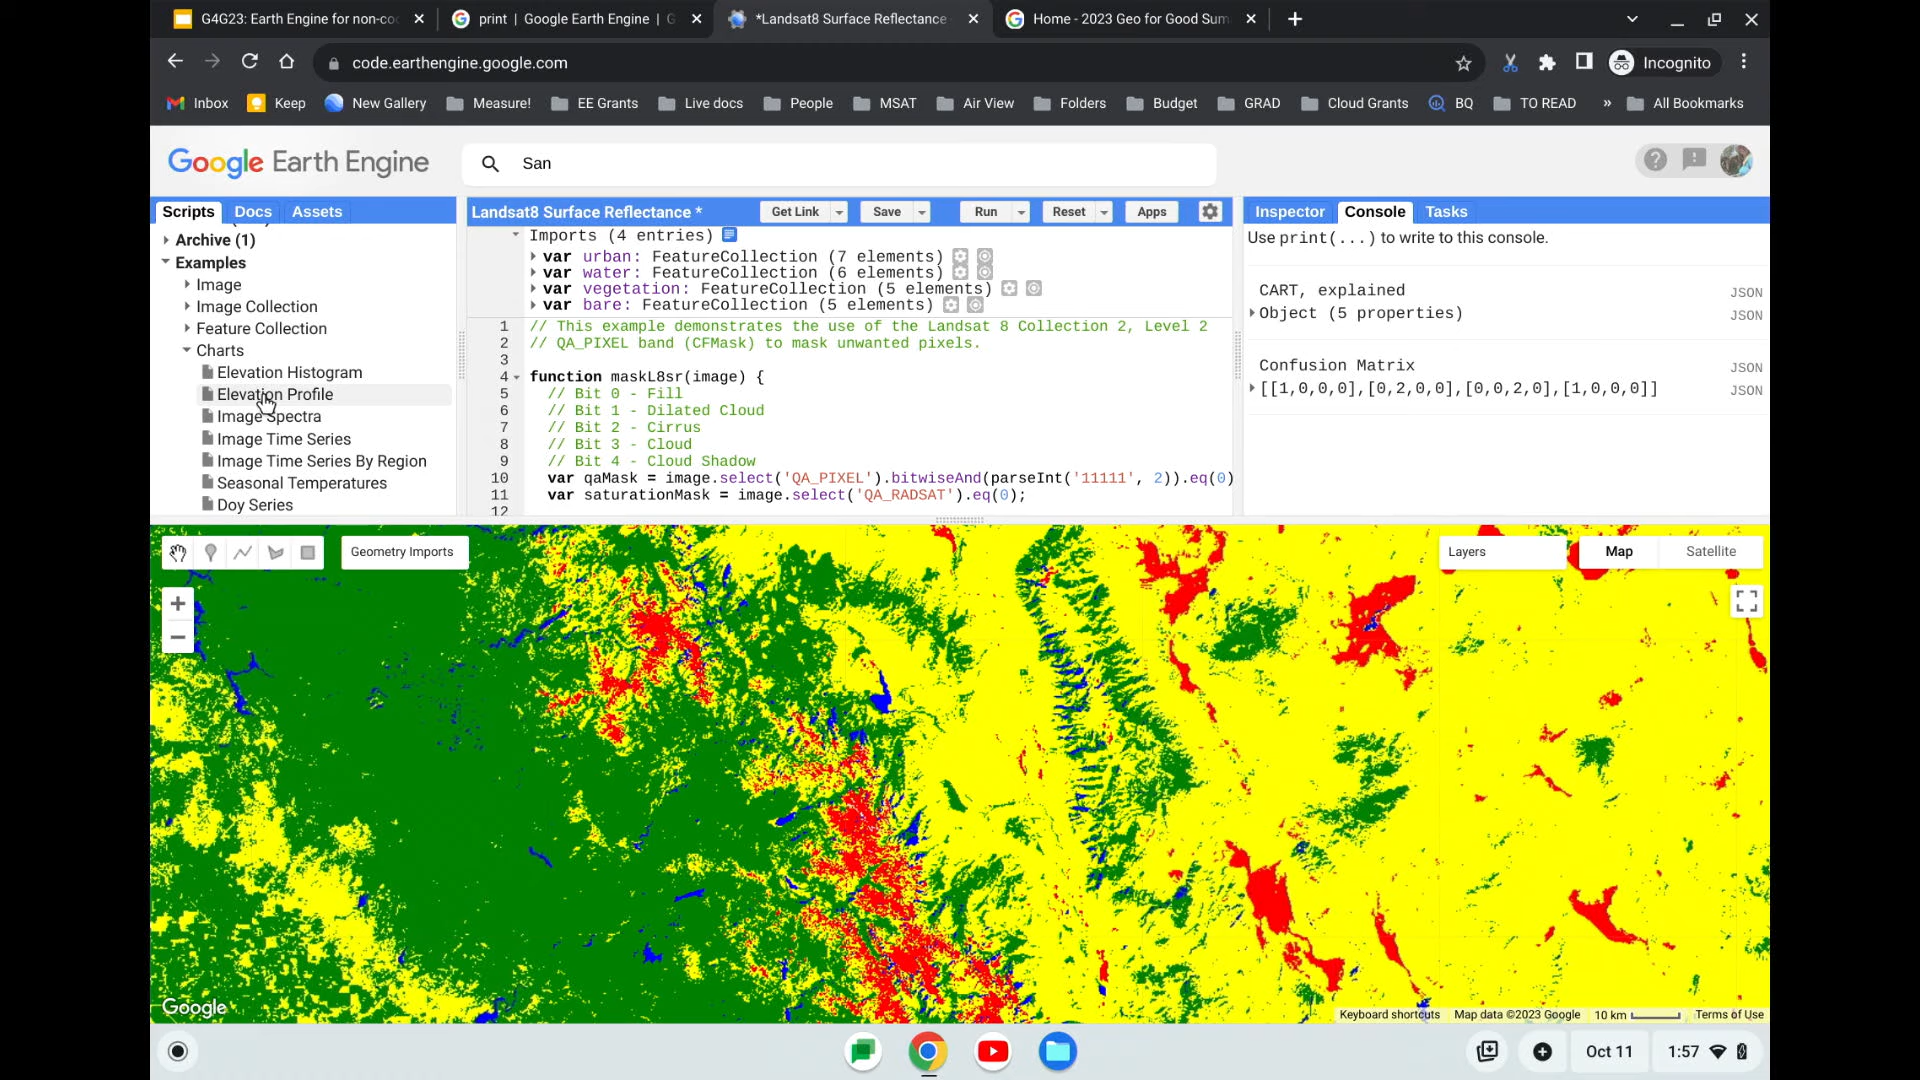 G4G23: Earth Engine for non-co
print | Google Earth Engine | G
*Landsat8 Surface Reflectance
Home - 2023 Geo for Good Sum
code.earthengine.google.com
Incognito
Inbox
Keep
New Gallery
Measure!
EE Grants
Live docs
People
MSAT
Air View
Folders
Budget
GRAD
Cloud Grants
BQ
TO READ
»
All Bookmarks
Google Earth Engine
San
Scripts
Docs
Assets
Archive (1)
Examples
Image
Image Collection
Feature Collection
Charts
Elevation Histogram
Elevation Profile
Image Spectra
Image Time Series
Image Time Series By Region
Seasonal Temperatures
Doy Series
Landsat8 Surface Reflectance *
Get Link
Save
Run
Reset
Apps
Imports (4 entries)
var urban: FeatureCollection (7 elements)
var water: FeatureCollection (6 elements)
var vegetation: FeatureCollection (5 elements)
var bare: FeatureCollection (5 elements)
1 // This example demonstrates the use of the Landsat 8 Collection 2, Level 2
2 // QA_PIXEL band (CFMask) to mask unwanted pixels.
3
4 function maskL8sr(image) {
5 // Bit 0 - Fill
6 // Bit 1 - Dilated Cloud
7 // Bit 2 - Cirrus
8 // Bit 3 - Cloud
9 // Bit 4 - Cloud Shadow
10 var qaMask = image.select('QA_PIXEL').bitwiseAnd(parseInt('11111', 2)).eq(0)
11 var saturationMask = image.select('QA_RADSAT').eq(0);
12
Inspector
Console
Tasks
Use print(...) to write to this console.
CART, explained
JSON
Object (5 properties)
JSON
Confusion Matrix
JSON
[[1,0,0,0],[0,2,0,0],[0,0,2,0],[1,0,0,0]]
JSON
Geometry Imports
Layers
Map
Satellite
+
−
Google
Keyboard shortcuts
Map data ©2023 Google
10 km
Terms of Use
Oct 11
1:57